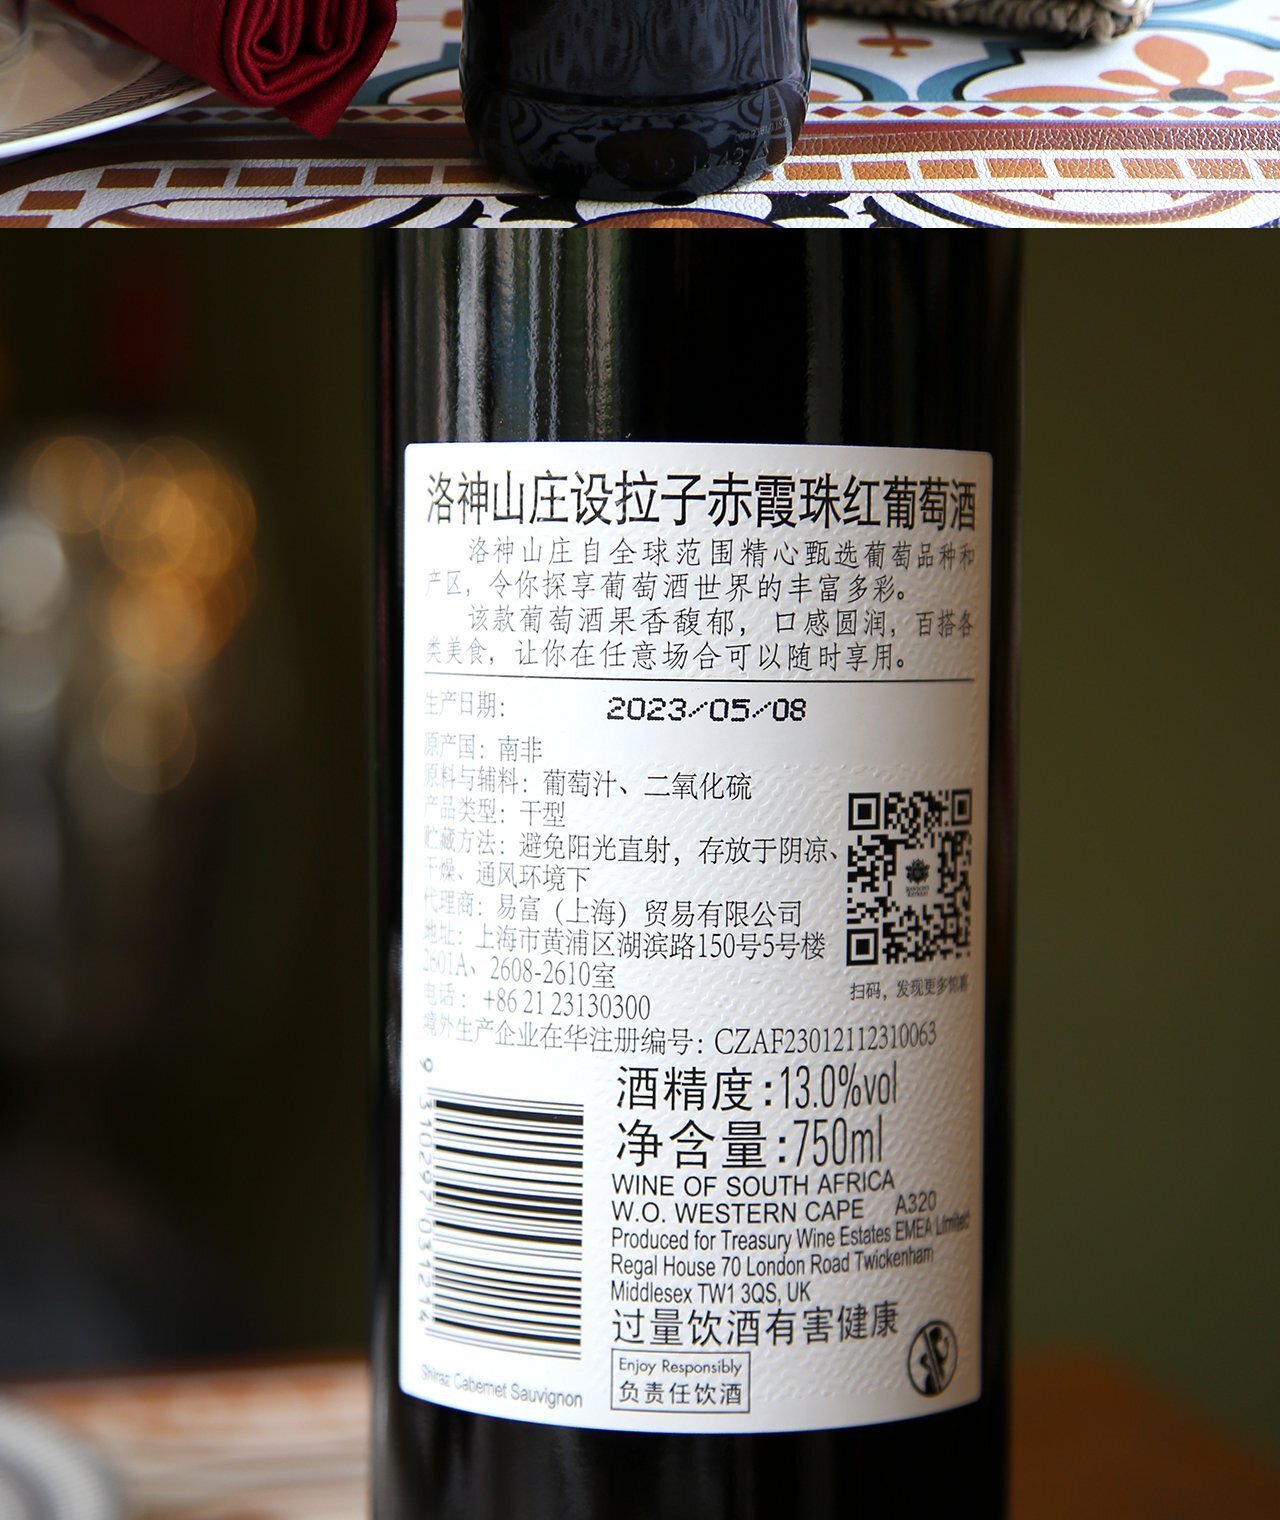 洛神山庄设拉子赤霞珠红葡萄酒
洛神山庄自全球范围精心甄选葡萄品种和
产区，令你探享葡萄酒世界的丰富多彩。
该款葡萄酒果香馥郁，口感圆润，百搭各
类美食，让你在任意场合可以随时享用。
生产日期： 2023/05/08
原产国：南非
原料与辅料：葡萄汁、二氧化硫
产品类型：干型
贮藏方法：避免阳光直射，存放于阴凉、
干燥、通风环境下
代理商：易富（上海）贸易有限公司
地址：上海市黄浦区湖滨路150号5号楼
2601A、2608-2610室
电话：+86 21 23130300
境外生产企业在华注册编号：CZAF23012112310063
扫码，发现更多惊喜
酒精度:13.0%vol
净含量:750ml
WINE OF SOUTH AFRICA
W.O. WESTERN CAPE A320
Produced for Treasury Wine Estates EMEA Limited
Regal House 70 London Road Twickenham
Middlesex TW1 3QS, UK
过量饮酒有害健康
Enjoy Responsibly
负责任饮酒
9 310297 031214
Shiraz Cabernet Sauvignon